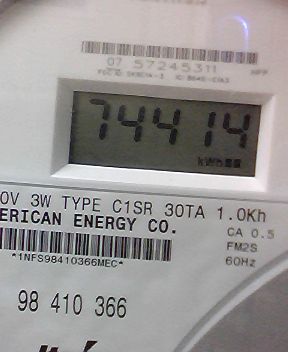 07 57245311
74414
kWh
0V 3W TYPE C1SR 30TA 1.0Kh
ERICAN ENERGY CO.
CA 0.5
FM2S
60Hz
*1NFS98410366MEC*
98 410 366